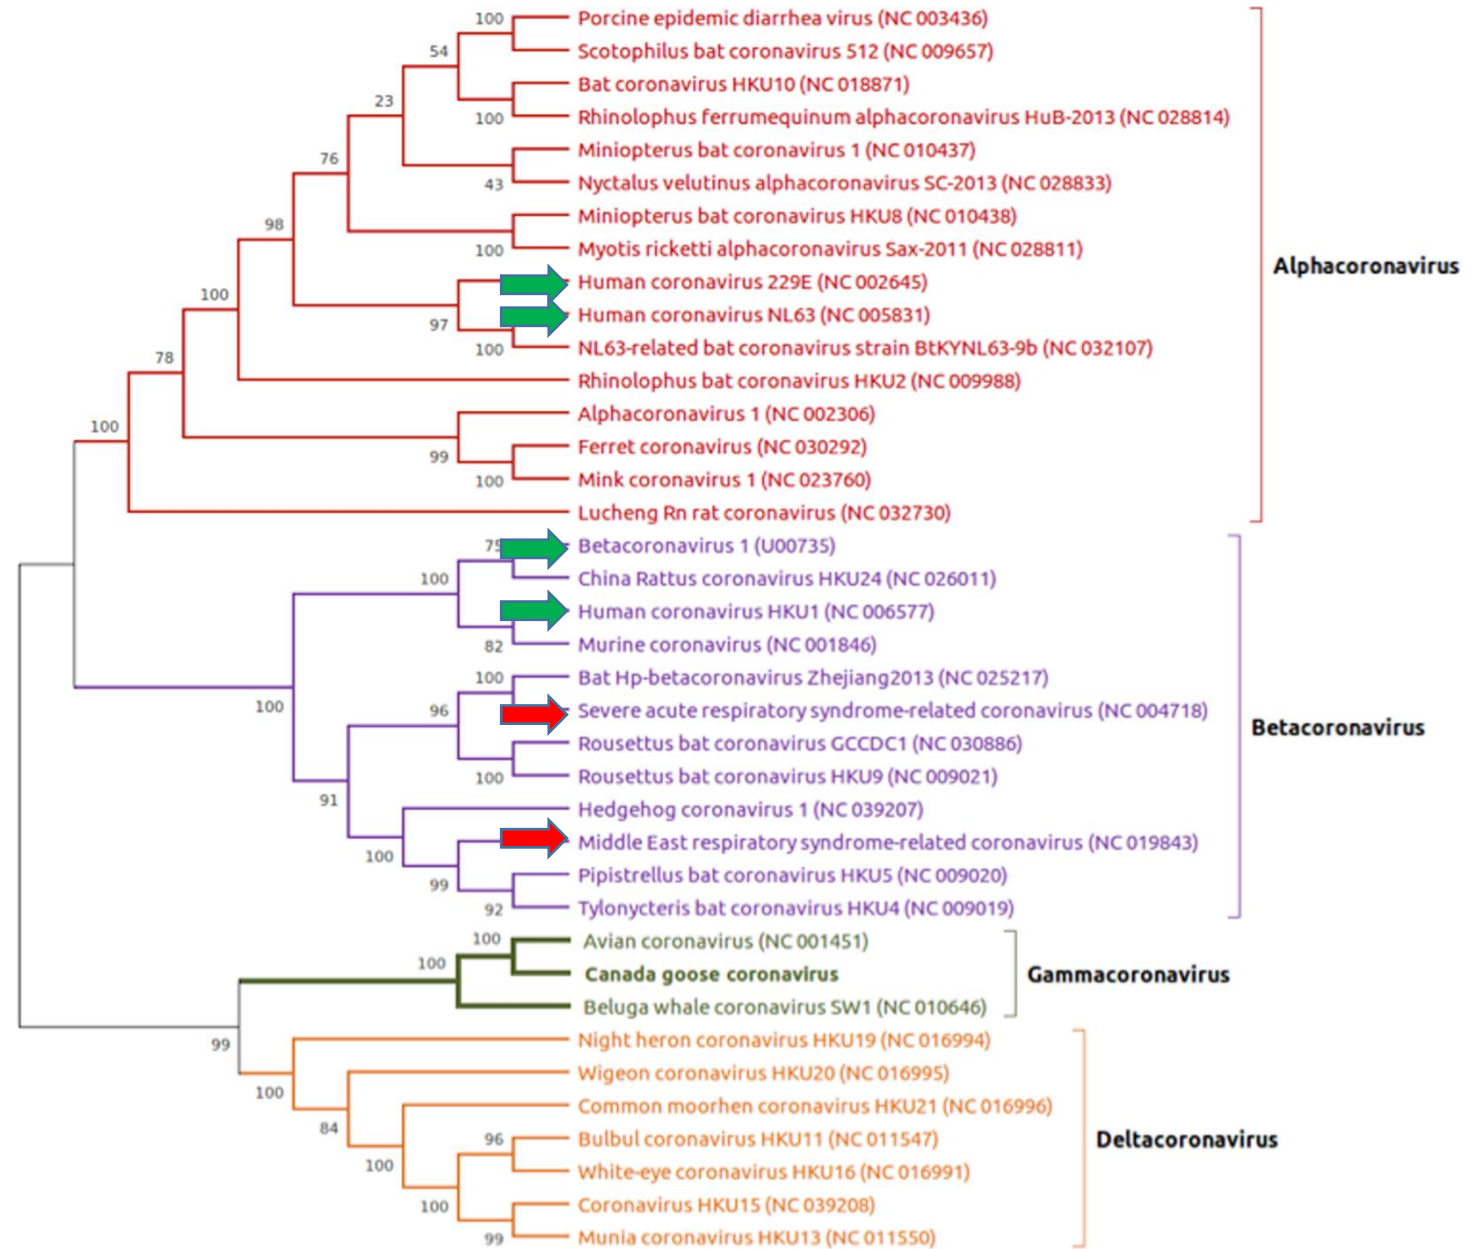 100
Porcine epidemic diarrhea virus (NC 003436)
54
Scotophilus bat coronavirus 512 (NC 009657)
Bat coronavirus HKU10 (NC 018871)
23
100
Rhinolophus ferrumequinum alphacoronavirus HuB-2013 (NC 028814)
76
Miniopterus bat coronavirus 1 (NC 010437)
43
Nyctalus velutinus alphacoronavirus SC-2013 (NC 028833)
98
Miniopterus bat coronavirus HKU8 (NC 010438)
100
Myotis ricketti alphacoronavirus Sax-2011 (NC 028811)
Alphacoronavirus
Human coronavirus 229E (NC 002645)
100
Human coronavirus NL63 (NC 005831)
97
100
NL63-related bat coronavirus strain BtKYNL63-9b (NC 032107)
78
Rhinolophus bat coronavirus HKU2 (NC 009988)
Alphacoronavirus 1 (NC 002306)
100
Ferret coronavirus (NC 030292)
99
100
Mink coronavirus 1 (NC 023760)
Lucheng Rn rat coronavirus (NC 032730)
75
Betacoronavirus 1 (U00735)
100
China Rattus coronavirus HKU24 (NC 026011)
Human coronavirus HKU1 (NC 006577)
82
Murine coronavirus (NC 001846)
100
Bat Hp-betacoronavirus Zhejiang2013 (NC 025217)
100
96
Severe acute respiratory syndrome-related coronavirus (NC 004718)
Betacoronavirus
Rousettus bat coronavirus GCCDC1 (NC 030886)
100
Rousettus bat coronavirus HKU9 (NC 009021)
91
Hedgehog coronavirus 1 (NC 039207)
Middle East respiratory syndrome-related coronavirus (NC 019843)
100
Pipistrellus bat coronavirus HKU5 (NC 009020)
99
92
Tylonycteris bat coronavirus HKU4 (NC 009019)
100
Avian coronavirus (NC 001451)
100
Canada goose coronavirus
Gammacoronavirus
Beluga whale coronavirus SW1 (NC 010646)
99
Night heron coronavirus HKU19 (NC 016994)
Wigeon coronavirus HKU20 (NC 016995)
100
Common moorhen coronavirus HKU21 (NC 016996)
84
96
Bulbul coronavirus HKU11 (NC 011547)
Deltacoronavirus
100
White-eye coronavirus HKU16 (NC 016991)
100
Coronavirus HKU15 (NC 039208)
99
Munia coronavirus HKU13 (NC 011550)